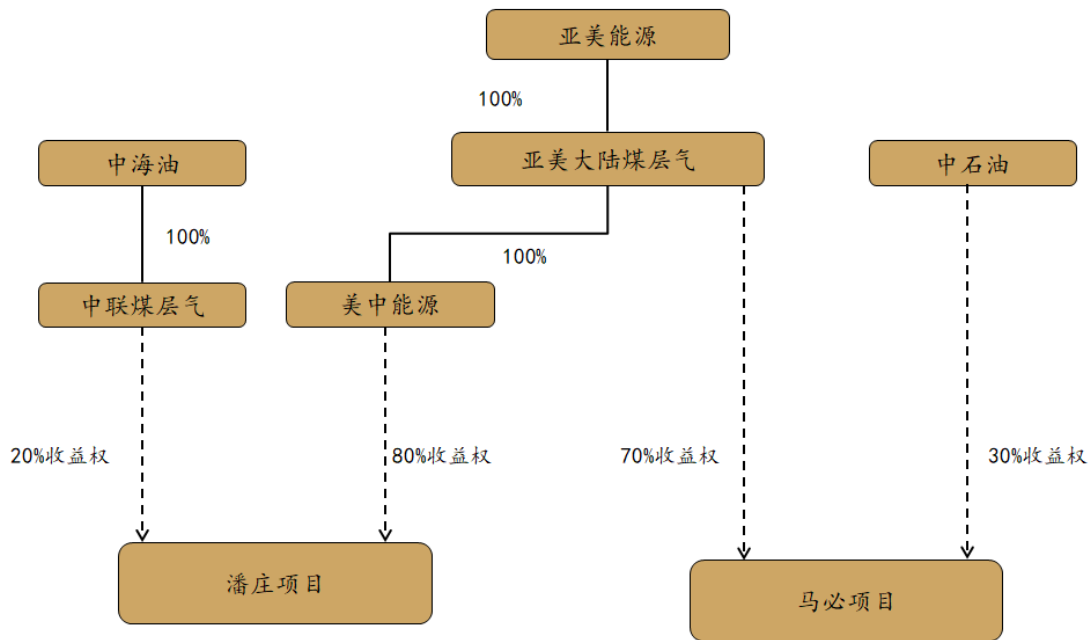 亚美能源
100%
中海油
亚美大陆煤层气
中石油
100%
100%
中联煤层气
美中能源
20%收益权
80%收益权
70%收益权
30%收益权
潘庄项目
马必项目